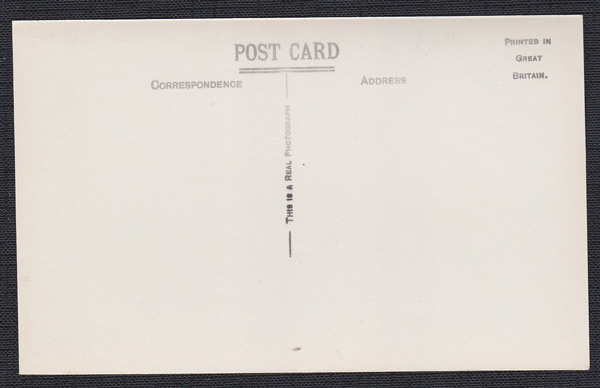 POST CARD
PRINTED IN
GREAT
BRITAIN.
CORRESPONDENCE
ADDRESS
THIS IS A REAL PHOTOGRAPH